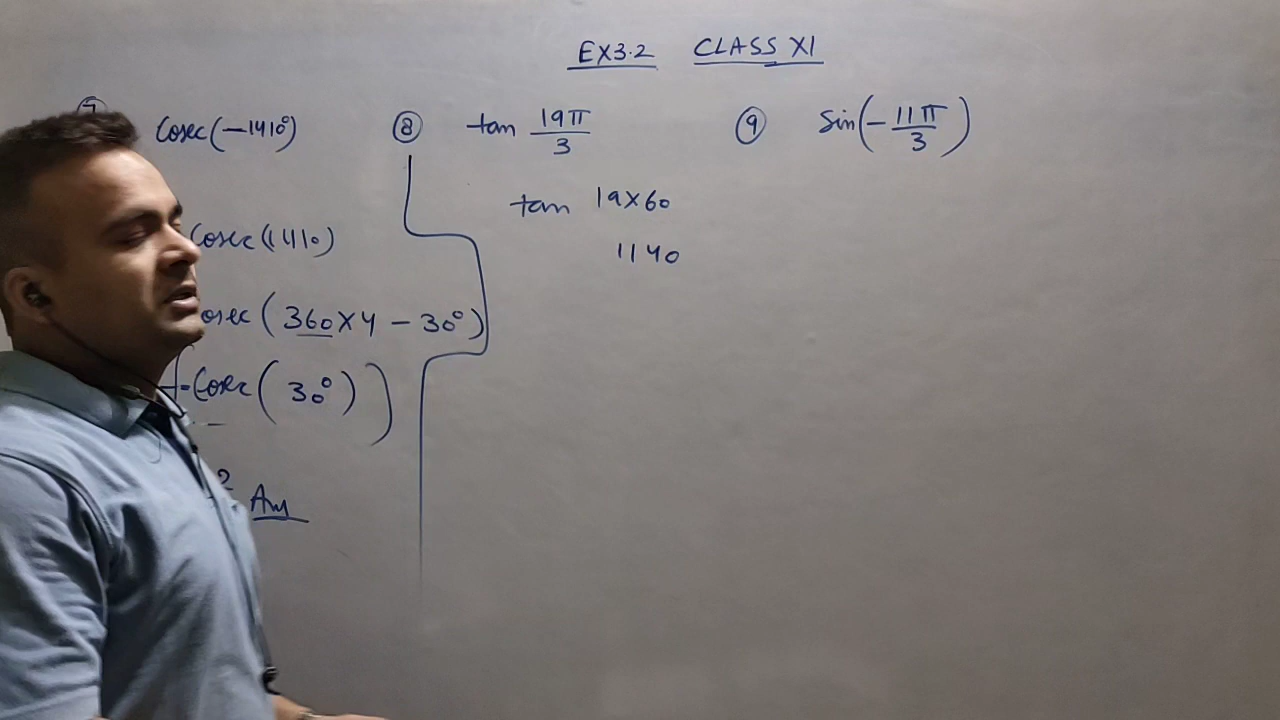 EX3.2 CLASS XI
7 Cosec(-1410°)
Cosec(1410)
osec(360×4 - 30°)
+=Cosec(30°))
2 Ans
8 tan 19π/3
tan 19×60
1140
9 sin(-11π/3)